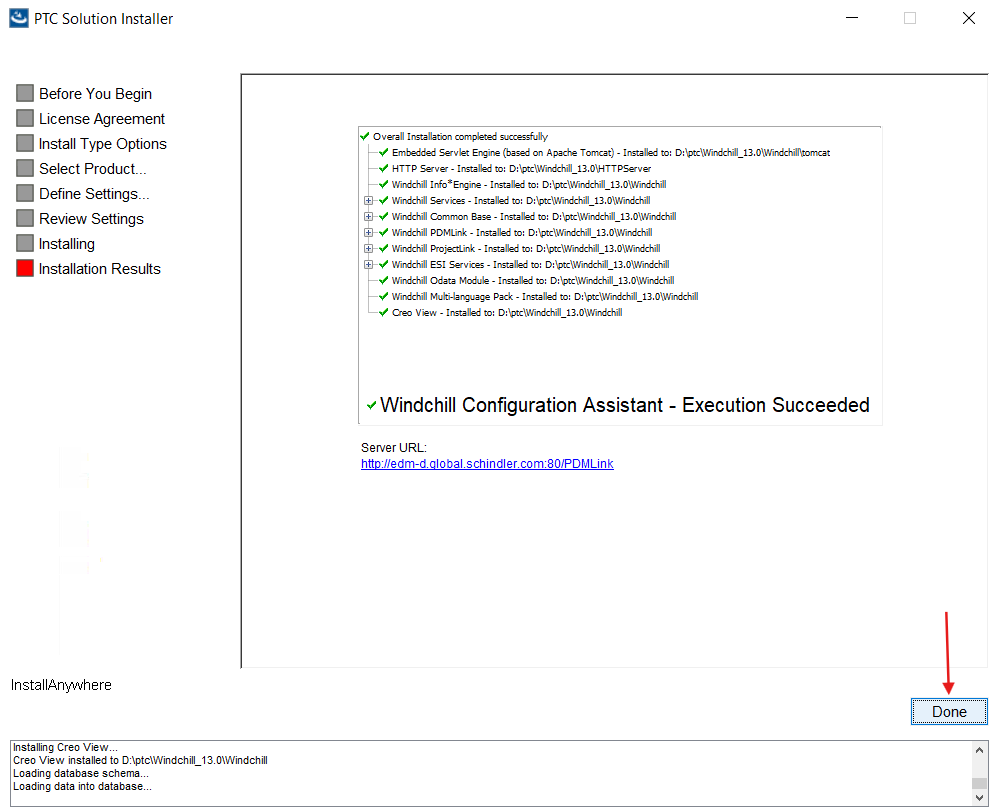 PTC Solution Installer
Before You Begin
License Agreement
Install Type Options
Select Product...
Define Settings...
Review Settings
Installing
Installation Results
Overall Installation completed successfully
Embedded Servlet Engine (based on Apache Tomcat) - Installed to: D:\ptc\Windchill_13.0\Windchill\tomcat
HTTP Server - Installed to: D:\ptc\Windchill_13.0\HTTPServer
Windchill Info*Engine - Installed to: D:\ptc\Windchill_13.0\Windchill
Windchill Services - Installed to: D:\ptc\Windchill_13.0\Windchill
Windchill Common Base - Installed to: D:\ptc\Windchill_13.0\Windchill
Windchill PDMLink - Installed to: D:\ptc\Windchill_13.0\Windchill
Windchill ProjectLink - Installed to: D:\ptc\Windchill_13.0\Windchill
Windchill ESI Services - Installed to: D:\ptc\Windchill_13.0\Windchill
Windchill Odata Module - Installed to: D:\ptc\Windchill_13.0\Windchill
Windchill Multi-language Pack - Installed to: D:\ptc\Windchill_13.0\Windchill
Creo View - Installed to: D:\ptc\Windchill_13.0\Windchill
Windchill Configuration Assistant - Execution Succeeded
Server URL:
http://edm-d.global.schindler.com:80/PDMLink
InstallAnywhere
Done
Installing Creo View...
Creo View installed to D:\ptc\Windchill_13.0\Windchill
Loading database schema...
Loading data into database...